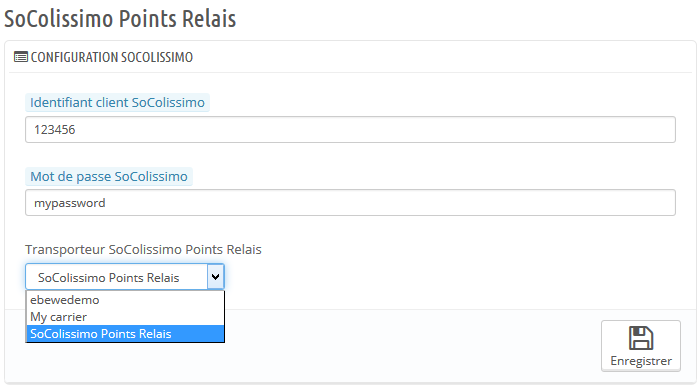 SoColissimo Points Relais
CONFIGURATION SOCOLISSIMO
Identifiant client SoColissimo
123456
Mot de passe SoColissimo
mypassword
Transporteur SoColissimo Points Relais
SoColissimo Points Relais
ebewedemo
My carrier
SoColissimo Points Relais
Enregistrer